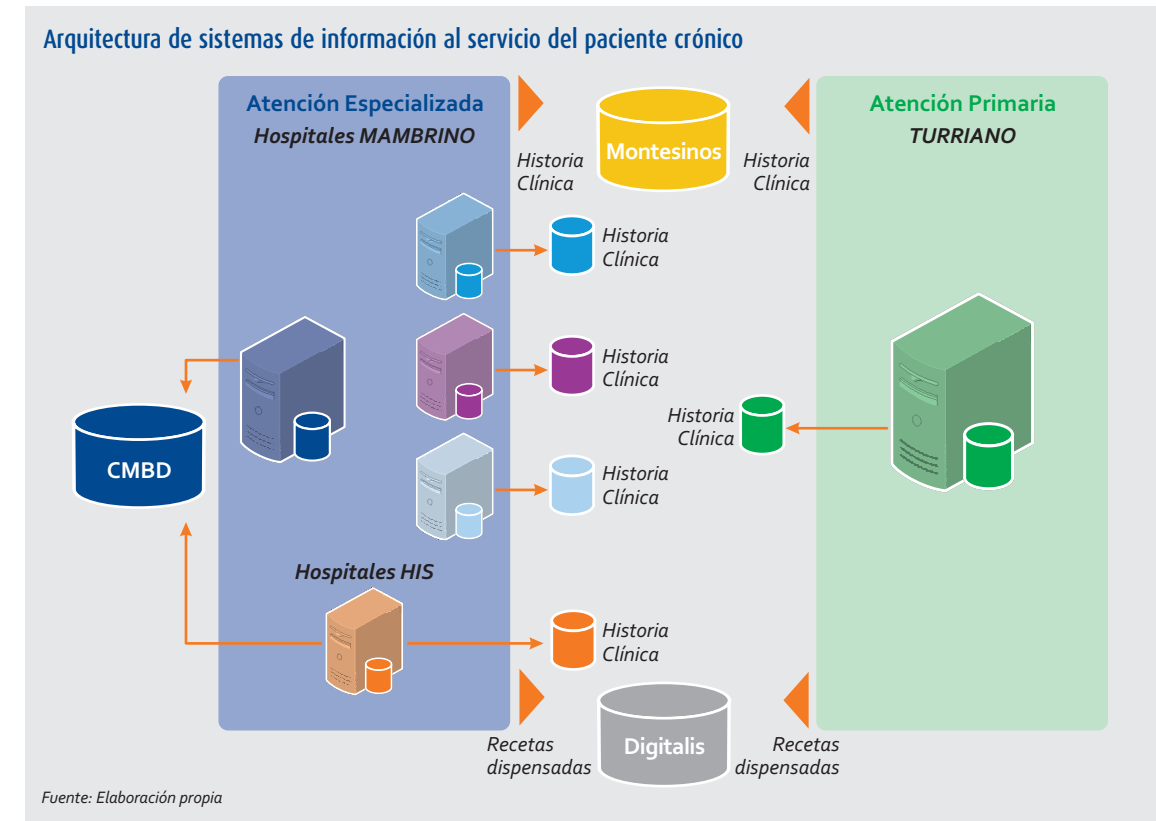 Arquitectura de sistemas de información al servicio del paciente crónico
Atención Especializada
Hospitales MAMBRINO
Montesinos
Historia
Clínica
Historia
Clínica
Atención Primaria
TURRIANO
Historia
Clínica
Historia
Clínica
Historia
Clínica
CMBD
Historia
Clínica
Hospitales HIS
Historia
Clínica
Recetas
dispensadas
Digitalis
Recetas
dispensadas
Fuente: Elaboración propia